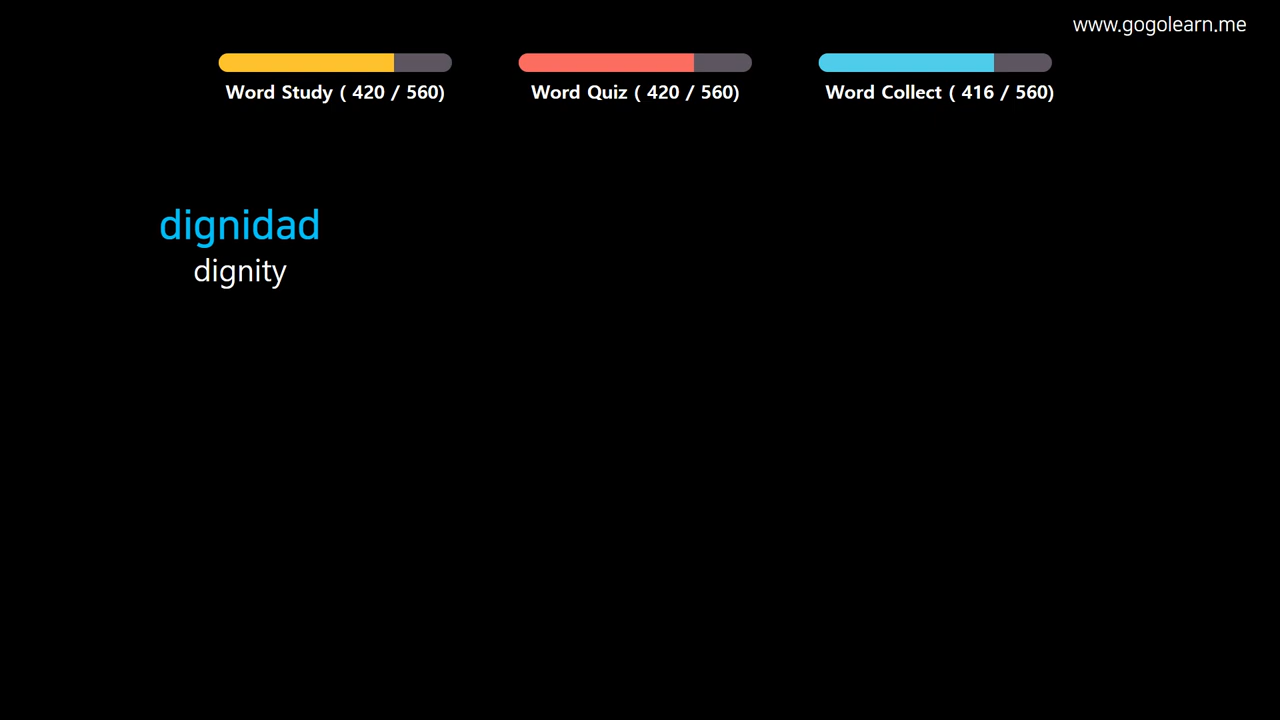 www.gogolearn.me
Word Study ( 420 / 560)
Word Quiz ( 420 / 560)
Word Collect ( 416 / 560)
dignidad
dignity